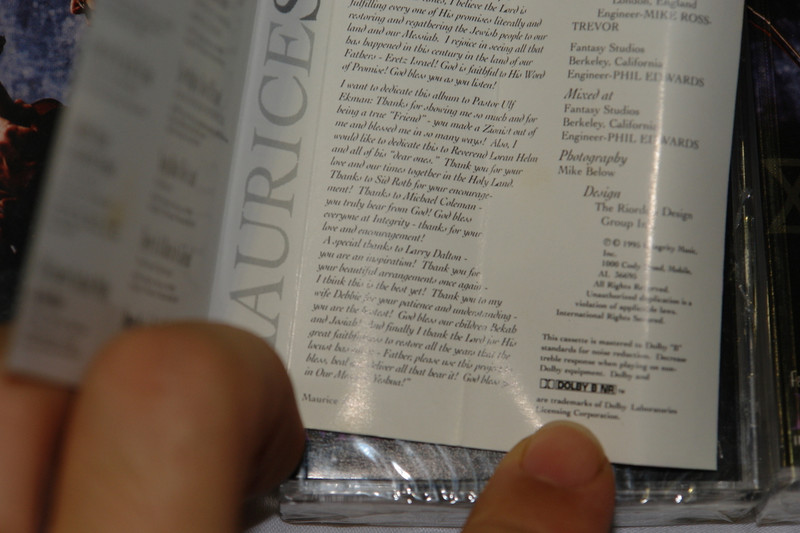 I believe the Lord is
fulfilling every one of His promises literally and
restoring and regathering the Jewish people to our
land and our Messiah. I rejoice in seeing all that
has happened in this century in the land of our
Fathers - Eretz Israel! God is faithful to His Word
of Promise! God bless you as you listen!
I want to dedicate this album to Pastor Ulf
Ekman: Thanks for showing me so much and for
being a true "Friend" - you made a Zionist out of
me and blessed me in so many ways! Also, I
would like to dedicate this to Reverend Loran Helm
and all of his "dear ones." Thank you for your
love and our times together in the Holy Land.
Thanks to Sid Roth for your encourage-
ment! Thanks to Michael Coleman -
you truly hear from God! God bless
everyone at Integrity - thank you for your
love and encouragement!
A special thanks to Larry Dalton -
you are an inspiration! Thank you for
your beautiful arrangements once again -
I think this is the best yet! Thank you to my
wife Debbie for your patience and understanding -
you are the God bless our children Bekah
and Josiah! And finally I thank the Lord for His
great to restore all the years that the
locust has - Father, please use this
bless, deliver all that hear it! God bless
in Our Yeshua!"
Maurice
AURICE
London, England
Engineer-MIKE ROSS-
TREVOR
Fantasy Studios
Berkeley, California
Engineer-PHIL EDWARDS
Mixed at
Fantasy Studios
Berkeley, California
Engineer-PHIL EDWARDS
Photography
Mike Below
Design
The Riordon Design
Group
© ℗ 1996 Integrity Music,
Inc.
1000 Cody Road, Mobile,
AL 36695
All Rights Reserved.
Unauthorized duplication is a
violation of applicable laws.
International Rights Secured.
This cassette is mastered to Dolby "B"
standards for noise reduction. Decrease
treble response when playing on non-
Dolby equipment. Dolby and
DOLBY B NR ™
are trademarks of Dolby Laboratories
Licensing Corporation.